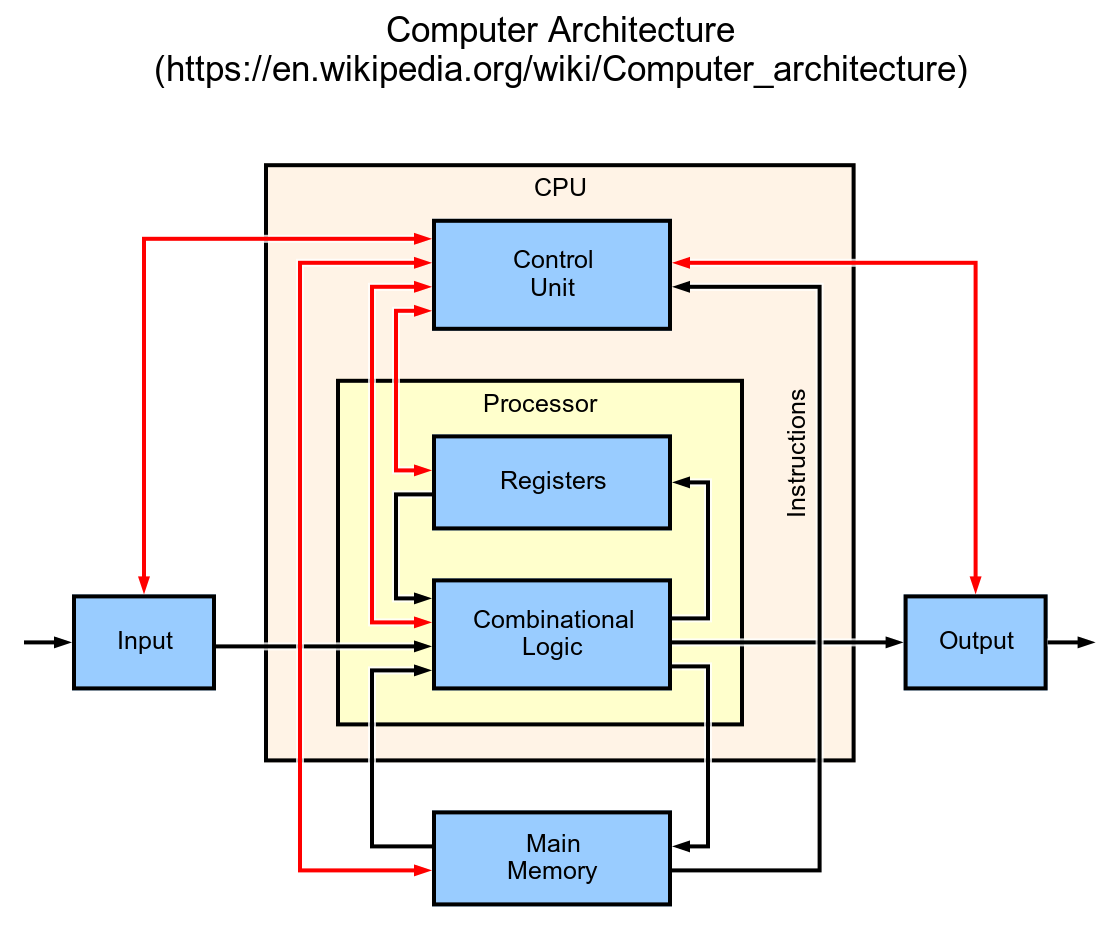 Computer Architecture
(https://en.wikipedia.org/wiki/Computer_architecture)
CPU
Control
Unit
Processor
Instructions
Registers
Combinational
Logic
Input
Output
Main
Memory